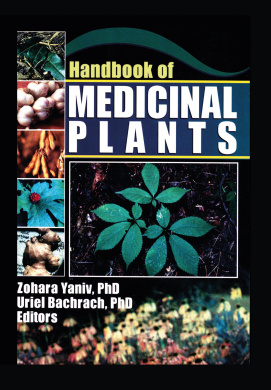 Handbook of
MEDICINAL
PLANTS
Zohara Yaniv, PhD
Uriel Bachrach, PhD
Editors